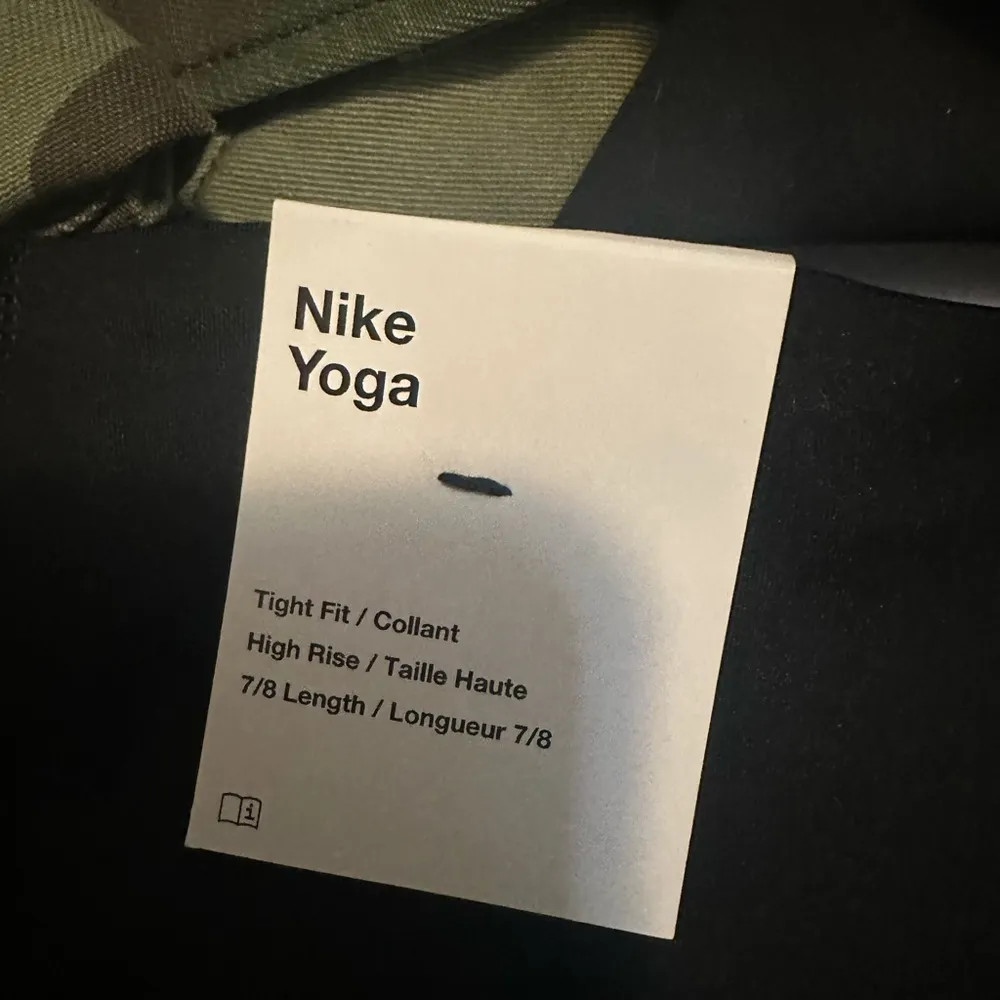 Nike
Yoga
Tight Fit / Collant
High Rise / Taille Haute
7/8 Length / Longueur 7/8
i